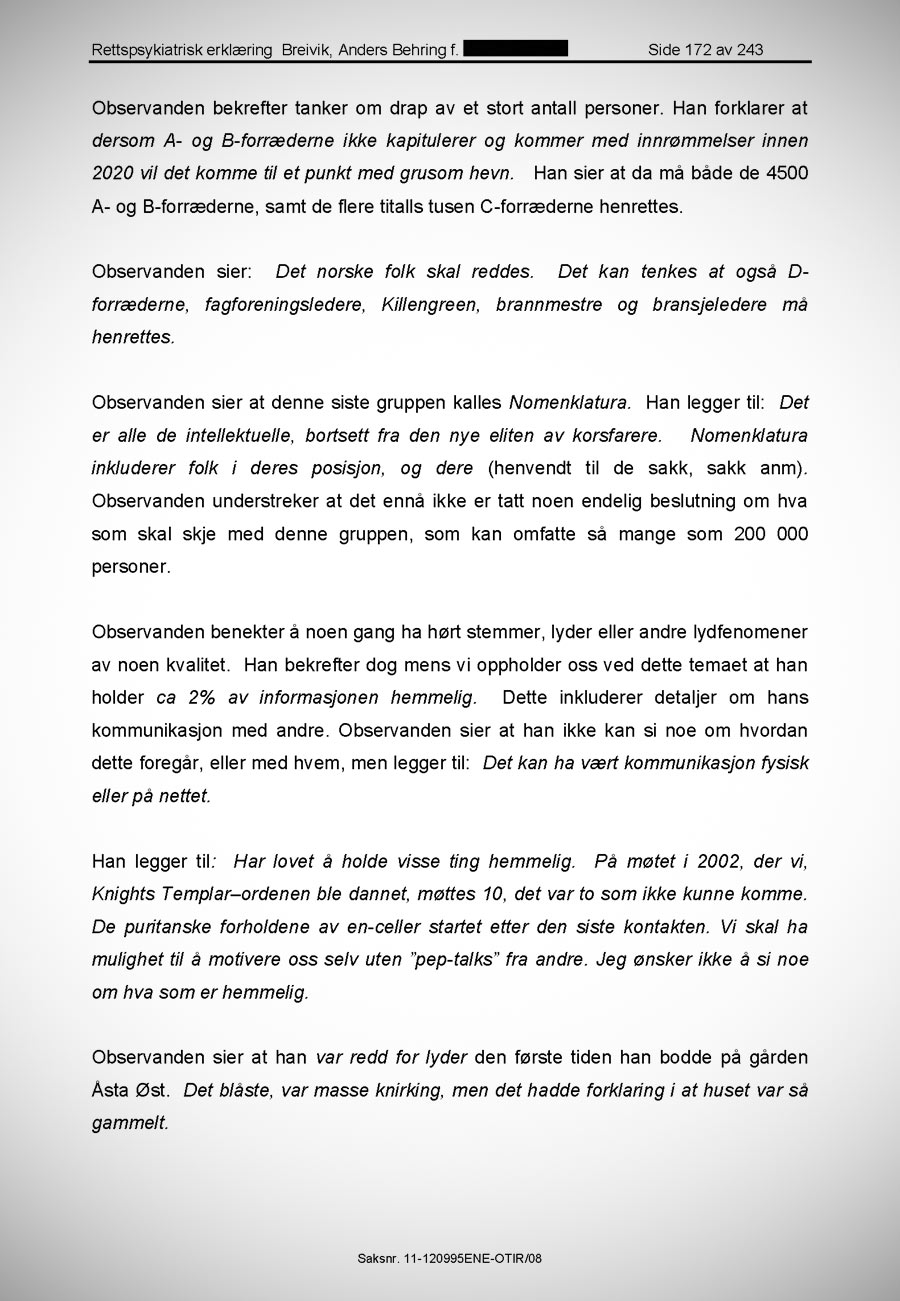 Rettspsykiatrisk erklæring Breivik, Anders Behring f. Side 172 av 243
Observanden bekrefter tanker om drap av et stort antall personer. Han forklarer at
dersom A- og B-forræderne ikke kapitulerer og kommer med innrømmelser innen
2020 vil det komme til et punkt med grusom hevn. Han sier at da må både de 4500
A- og B-forræderne, samt de flere titalls tusen C-forræderne henrettes.
Observanden sier: Det norske folk skal reddes. Det kan tenkes at også D-
forræderne, fagforeningsledere, Killengreen, brannmestre og bransjeledere må
henrettes.
Observanden sier at denne siste gruppen kalles Nomenklatura. Han legger til: Det
er alle de intellektuelle, bortsett fra den nye eliten av korsfarere. Nomenklatura
inkluderer folk i deres posisjon, og dere (henvendt til de sakk, sakk anm).
Observanden understreker at det ennå ikke er tatt noen endelig beslutning om hva
som skal skje med denne gruppen, som kan omfatte så mange som 200 000
personer.
Observanden benekter å noen gang ha hørt stemmer, lyder eller andre lydfenomener
av noen kvalitet. Han bekrefter dog mens vi oppholder oss ved dette temaet at han
holder ca 2% av informasjonen hemmelig. Dette inkluderer detaljer om hans
kommunikasjon med andre. Observanden sier at han ikke kan si noe om hvordan
dette foregår, eller med hvem, men legger til: Det kan ha vært kommunikasjon fysisk
eller på nettet.
Han legger til: Har lovet å holde visse ting hemmelig. På møtet i 2002, der vi,
Knights Templar–ordenen ble dannet, møttes 10, det var to som ikke kunne komme.
De puritanske forholdene av en-celler startet etter den siste kontakten. Vi skal ha
mulighet til å motivere oss selv uten ”pep-talks” fra andre. Jeg ønsker ikke å si noe
om hva som er hemmelig.
Observanden sier at han var redd for lyder den første tiden han bodde på gården
Åsta Øst. Det blåste, var masse knirking, men det hadde forklaring i at huset var så
gammelt.
Saksnr. 11-120995ENE-OTIR/08